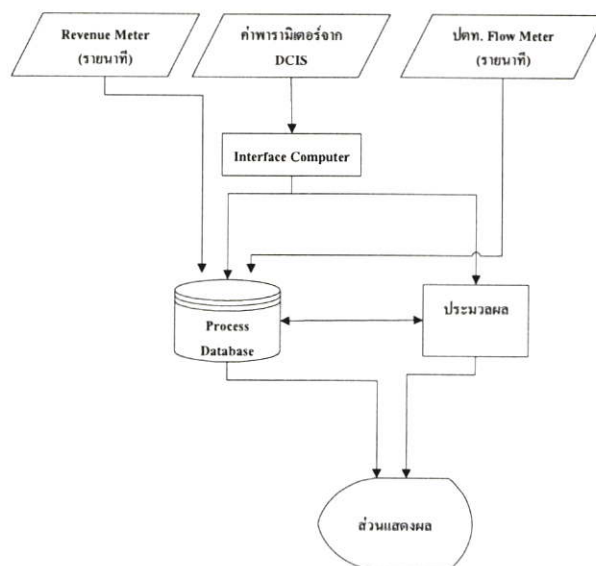 Revenue Meter
(รายนาที)
ค่าพารามิเตอร์จาก
DCIS
ปตท. Flow Meter
(รายนาที)
Interface Computer
Process
Database
ประมวลผล
ส่วนแสดงผล